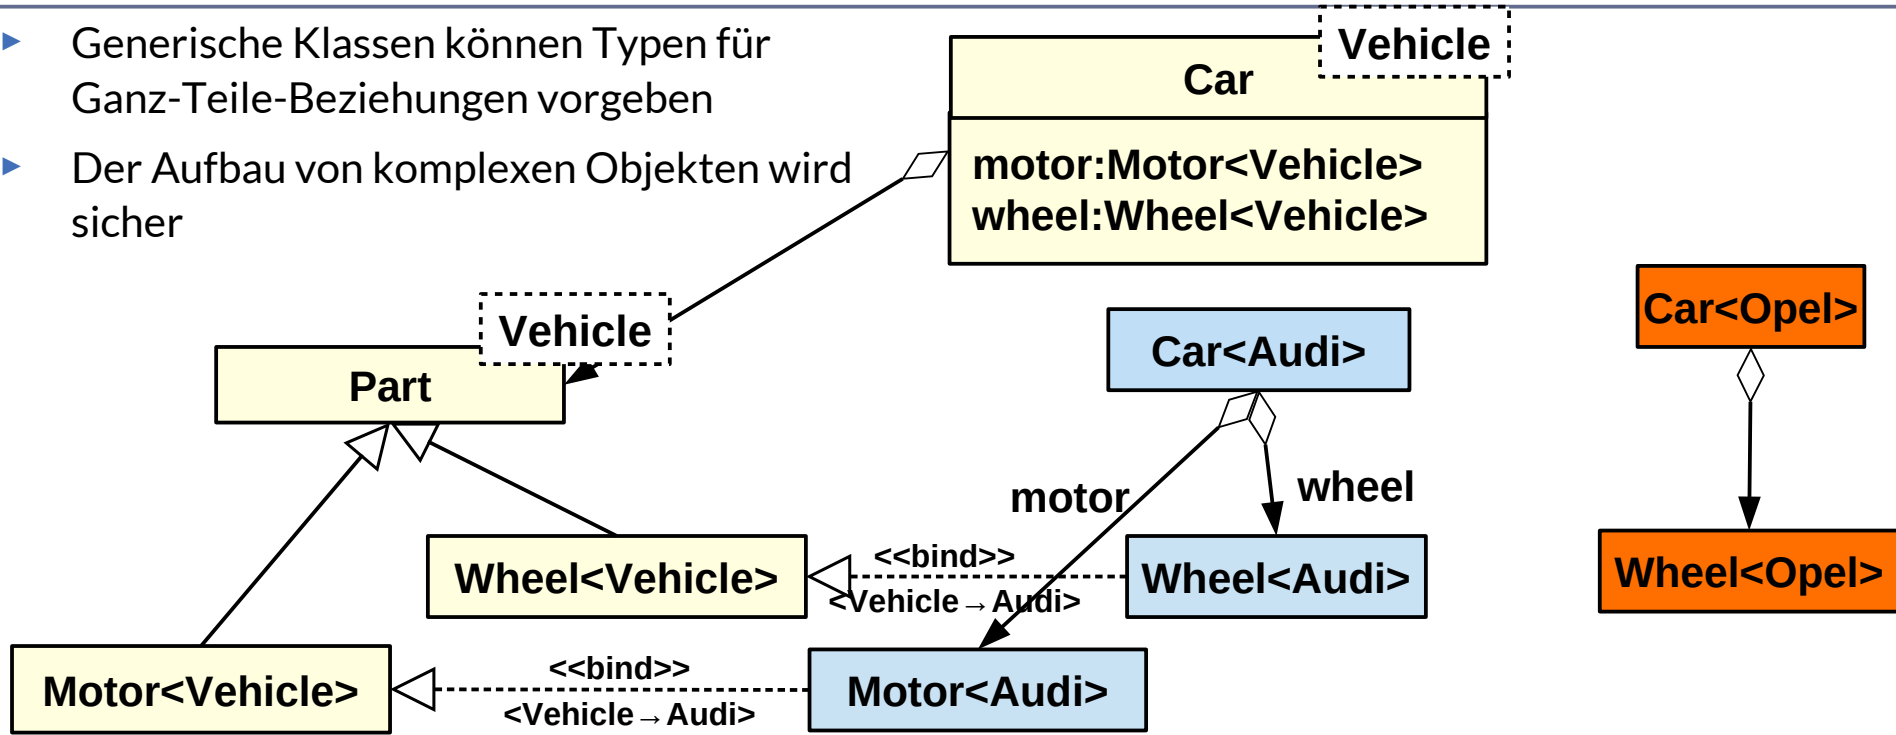 Generische Klassen können Typen für
Ganz-Teile-Beziehungen vorgeben
Der Aufbau von komplexen Objekten wird
sicher
Vehicle
Car
motor:Motor<Vehicle>
wheel:Wheel<Vehicle>
Vehicle
Part
Car<Audi>
Car<Opel>
motor
wheel
Wheel<Vehicle>
<<bind>>
<Vehicle→Audi>
Wheel<Audi>
Wheel<Opel>
Motor<Vehicle>
<<bind>>
<Vehicle→Audi>
Motor<Audi>